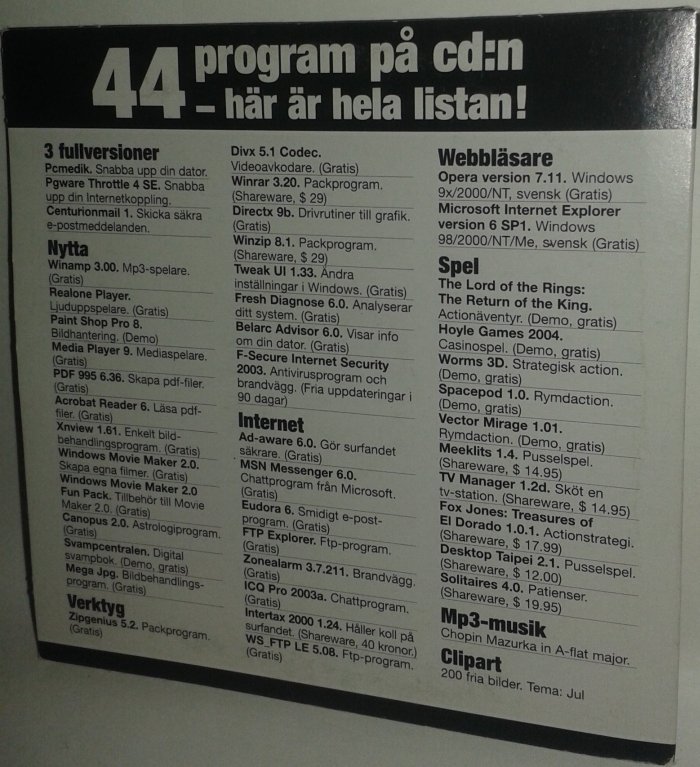 44 program på cd:n
– här är hela listan!
3 fullversioner
Pcmedik. Snabba upp din dator.
Pgware Throttle 4 SE. Snabba
upp din Internetkoppling.
Centurionmail 1. Skicka säkra
e-postmeddelanden.
Nytta
Winamp 3.00. Mp3-spelare.
(Gratis)
Realone Player.
Ljuduppspelare. (Gratis)
Paint Shop Pro 8.
Bildhantering. (Demo)
Media Player 9. Mediaspelare.
(Gratis)
PDF 995 6.36. Skapa pdf-filer.
(Gratis)
Acrobat Reader 6. Läsa pdf-
filer. (Gratis)
Xnview 1.61. Enkelt bild-
behandlingsprogram. (Gratis)
Windows Movie Maker 2.0.
Skapa egna filmer. (Gratis)
Windows Movie Maker 2.0
Fun Pack. Tillbehör till Movie
Maker 2.0. (Gratis)
Canopus 2.0. Astrologiprogram.
(Gratis)
Svampcentralen. Digital
svampbok. (Demo, gratis)
Mega Jpg. Bildbehandlings-
program. (Gratis)
Verktyg
Zipgenius 5.2. Packprogram.
(Gratis)
Divx 5.1 Codec.
Videoavkodare. (Gratis)
Winrar 3.20. Packprogram.
(Shareware, $ 29)
Directx 9b. Drivrutiner till grafik.
(Gratis)
Winzip 8.1. Packprogram.
(Shareware, $ 29)
Tweak UI 1.33. Ändra
inställningar i Windows. (Gratis)
Fresh Diagnose 6.0. Analyserar
ditt system. (Gratis)
Belarc Advisor 6.0. Visar info
om din dator. (Gratis)
F-Secure Internet Security
2003. Antivirusprogram och
brandvägg. (Fria uppdateringar i
90 dagar)
Internet
Ad-aware 6.0. Gör surfandet
säkrare. (Gratis)
MSN Messenger 6.0.
Chattprogram från Microsoft.
(Gratis)
Eudora 6. Smidigt e-post-
program. (Gratis)
FTP Explorer. Ftp-program.
(Gratis)
Zonealarm 3.7.211. Brandvägg.
(Gratis)
ICQ Pro 2003a. Chattprogram.
(Gratis)
Intertax 2000 1.24. Håller koll på
surfandet. (Shareware, 40 kronor.)
WS_FTP LE 5.08. Ftp-program.
(Gratis)
Webbläsare
Opera version 7.11. Windows
9x/2000/NT, svensk (Gratis)
Microsoft Internet Explorer
version 6 SP1. Windows
98/2000/NT/Me, svensk (Gratis)
Spel
The Lord of the Rings:
The Return of the King.
Actionäventyr. (Demo, gratis)
Hoyle Games 2004.
Casinospel. (Demo, gratis)
Worms 3D. Strategisk action.
(Demo, gratis)
Spacepod 1.0. Rymdaction.
(Demo, gratis)
Vector Mirage 1.01.
Rymdaction. (Demo, gratis)
Meeklits 1.4. Pusselspel.
(Shareware, $ 14.95)
TV Manager 1.2d. Sköt en
tv-station. (Shareware, $ 14.95)
Fox Jones: Treasures of
El Dorado 1.0.1. Actionstrategi.
(Shareware, $ 17.99)
Desktop Taipei 2.1. Pusselspel.
(Shareware, $ 12.00)
Solitaires 4.0. Patienser.
(Shareware, $ 19.95)
Mp3-musik
Chopin Mazurka in A-flat major.
Clipart
200 fria bilder. Tema: Jul